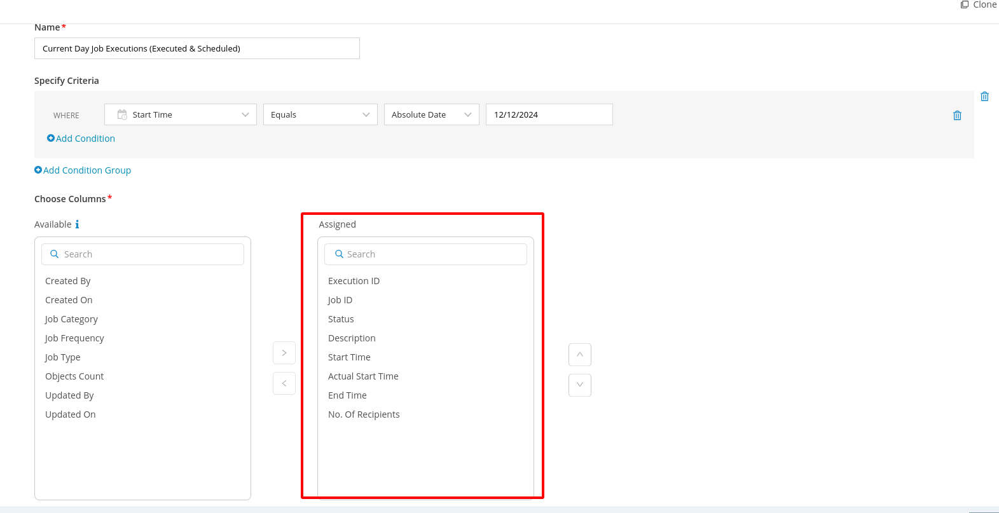 Clone
Name*
Current Day Job Executions (Executed & Scheduled)
Specify Criteria
WHERE Start Time Equals Absolute Date 12/12/2024
Add Condition
Add Condition Group
Choose Columns*
Available
Search
Created By
Created On
Job Category
Job Frequency
Job Type
Objects Count
Updated By
Updated On
Assigned
Search
Execution ID
Job ID
Status
Description
Start Time
Actual Start Time
End Time
No. Of Recipients